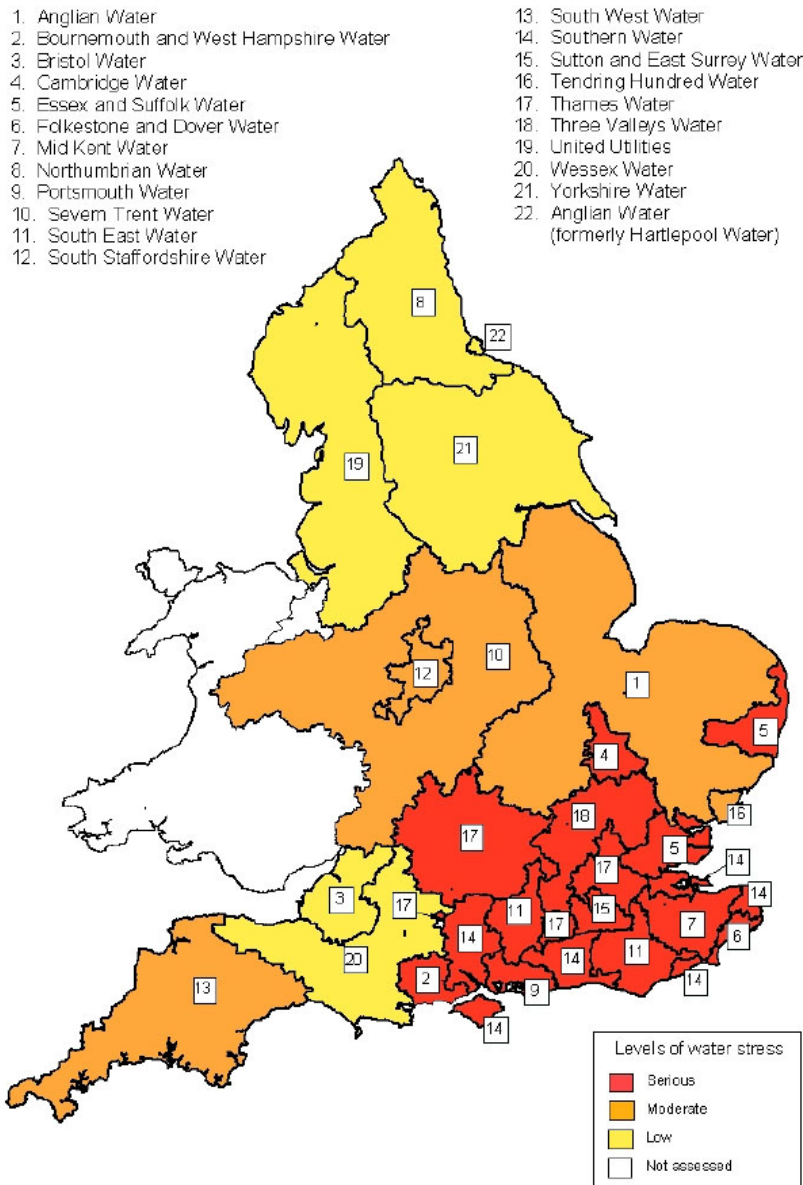 1. Anglian Water
2. Bournemouth and West Hampshire Water
3. Bristol Water
4. Cambridge Water
5. Essex and Suffolk Water
6. Folkestone and Dover Water
7. Mid Kent Water
8. Northumbrian Water
9. Portsmouth Water
10. Severn Trent Water
11. South East Water
12. South Staffordshire Water
13. South West Water
14. Southern Water
15. Sutton and East Surrey Water
16. Tendring Hundred Water
17. Thames Water
18. Three Valleys Water
19. United Utilities
20. Wessex Water
21. Yorkshire Water
22. Anglian Water
(formerly Hartlepool Water)
8
22
19
21
10
12
1
5
4
16
18
17
5
17
14
3
17
11
15
14
14
17
7
6
20
14
11
2
14
13
9
14
14
Levels of water stress
Serious
Moderate
Low
Not assessed